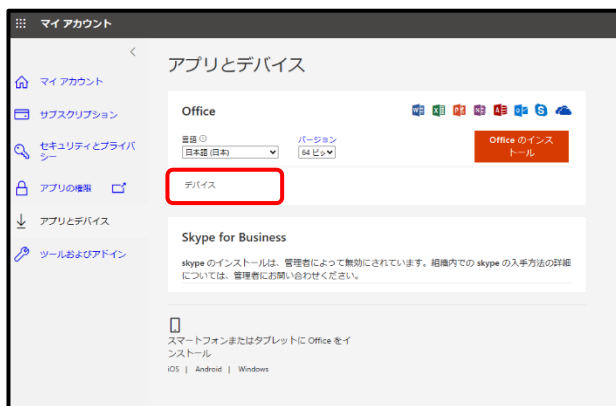 マイ アカウント
アプリとデバイス
マイ アカウント
サブスクリプション
セキュリティとプライバ
シー
アプリの権限
アプリとデバイス
ツールおよびアドイン
Office
言語
バージョン
日本語 (日本)
64 ビッ
Office のインス
トール
デバイス
Skype for Business
skype のインストールは、管理者によって無効にされています。組織内での skype の入手方法の詳細
については、管理者にお問い合わせください。
スマートフォンまたはタブレットに Office をイ
ンストール
iOS | Android | Windows